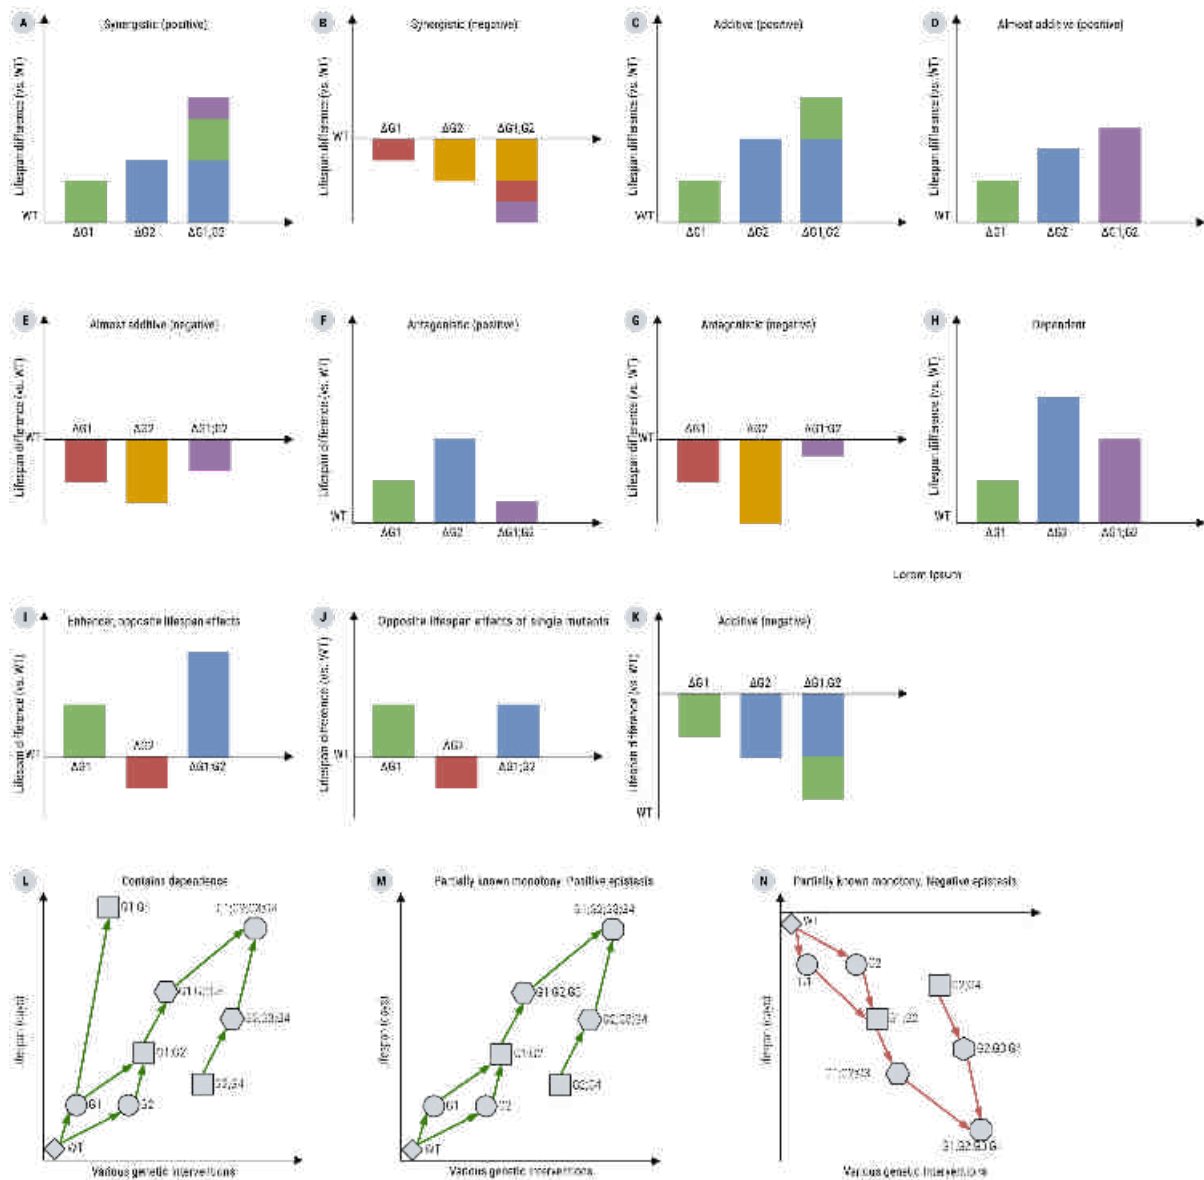 A Synergistic (positive)
Lifespan difference (vs. WT)
WT
ΔG1 ΔG2 ΔG1;G2
B Synergistic (negative)
Lifespan difference (vs. WT)
WT
ΔG1 ΔG2 ΔG1;G2
C Additive (positive)
Lifespan difference (vs. WT)
WT
ΔG1 ΔG2 ΔG1;G2
D Almost additive (positive)
Lifespan difference (vs. WT)
WT
ΔG1 ΔG2 ΔG1;G2
E Almost additive (negative)
Lifespan difference (vs. WT)
WT
ΔG1 ΔG2 ΔG1;G2
F Antagonistic (positive)
Lifespan difference (vs. WT)
WT
ΔG1 ΔG2 ΔG1;G2
G Antagonistic (negative)
Lifespan difference (vs. WT)
WT
ΔG1 ΔG2 ΔG1;G2
H Dependent
Lifespan difference (vs. WT)
WT
ΔG1 ΔG2 ΔG1;G2
Lorem ipsum
I Enhancer, opposite lifespan effects
Lifespan difference (vs. WT)
WT
ΔG1 ΔG2 ΔG1;G2
J Opposite lifespan effects of single mutants
Lifespan difference (vs. WT)
WT
ΔG1 ΔG2 ΔG1;G2
K Additive (negative)
Lifespan difference (vs. WT)
ΔG1 ΔG2 ΔG1;G2
WT
L Contains dependence
Lifespan (days)
G1;G2;G3;G4
G2;G3;G4
G1;G2
G2;G4
G1
G2
WT
Various genetic interventions
M Partially known monotony. Positive epistasis
Lifespan (days)
G1;G2;G3;G4
G1;G2;G3
G2;G3;G4
G1;G2
G2;G4
G1
G2
WT
Various genetic interventions
N Partially known monotony. Negative epistasis
Lifespan (days)
WT
G2
G1
G2;G4
G1;G2
G2;G3;G4
G1;G2;G3
G1;G2;G3;G4
Various genetic interventions